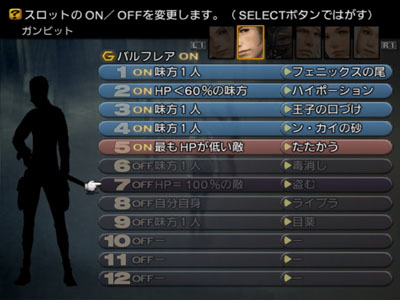 スロットのON／OFFを変更します。（SELECTボタンではがす）
ガンビット
L1 R1
バルフレア ON
1 ON 味方1人 フェニックスの尾
2 ON HP＜60％の味方 ハイポーション
3 ON 味方1人 王子の口づけ
4 ON 味方1人 ン・カイの砂
5 ON 最もHPが低い敵 たたかう
6 OFF 味方1人 毒消し
7 OFF HP＝100％の敵 盗む
8 OFF 自分自身 ライブラ
9 OFF 味方1人 目薬
10 OFF － －
11 OFF － －
12 OFF － －